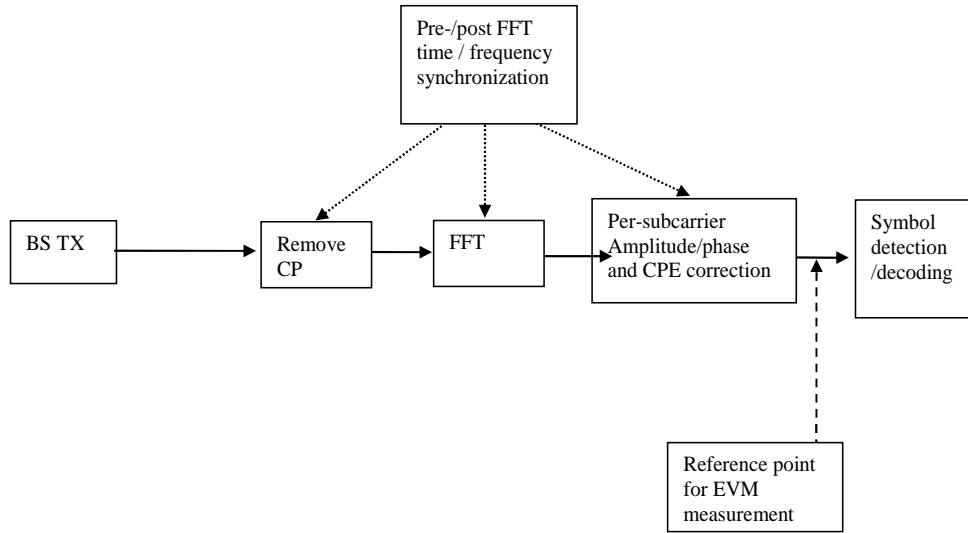 Pre-/post FFT
time / frequency
synchronization
BS TX
Remove
CP
FFT
Per-subcarrier
Amplitude/phase
and CPE correction
Symbol
detection
/decoding
Reference point
for EVM
measurement